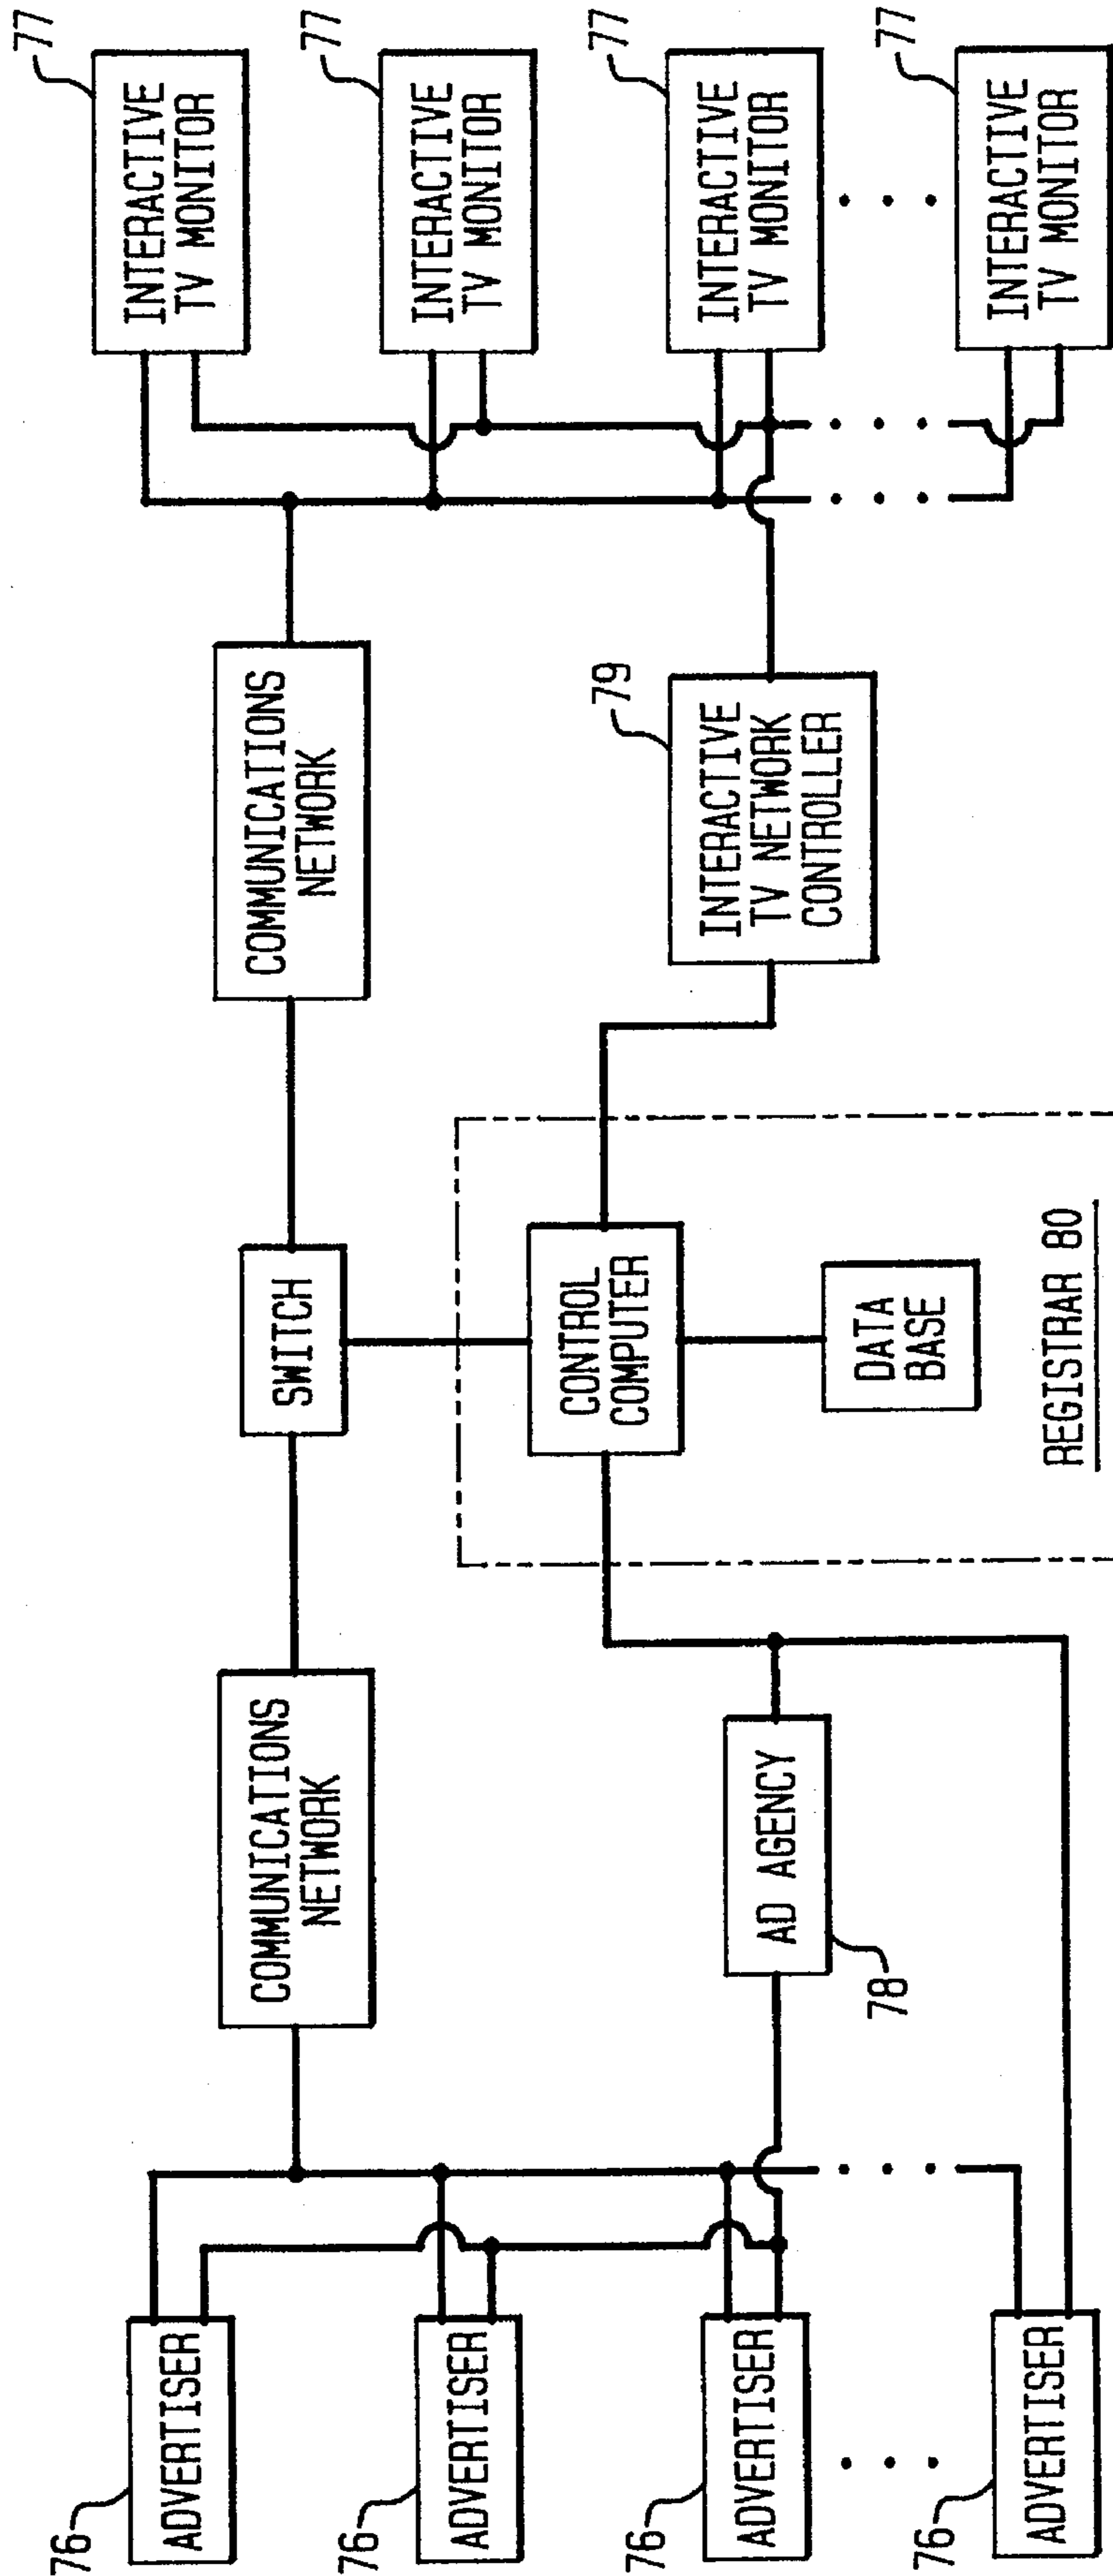 76
ADVERTISER
76
ADVERTISER
76
ADVERTISER
76
ADVERTISER
COMMUNICATIONS
NETWORK
AD AGENCY
78
SWITCH
CONTROL
COMPUTER
DATA
BASE
REGISTRAR 80
COMMUNICATIONS
NETWORK
79
INTERACTIVE
TV NETWORK
CONTROLLER
77
INTERACTIVE
TV MONITOR
77
INTERACTIVE
TV MONITOR
77
INTERACTIVE
TV MONITOR
77
INTERACTIVE
TV MONITOR